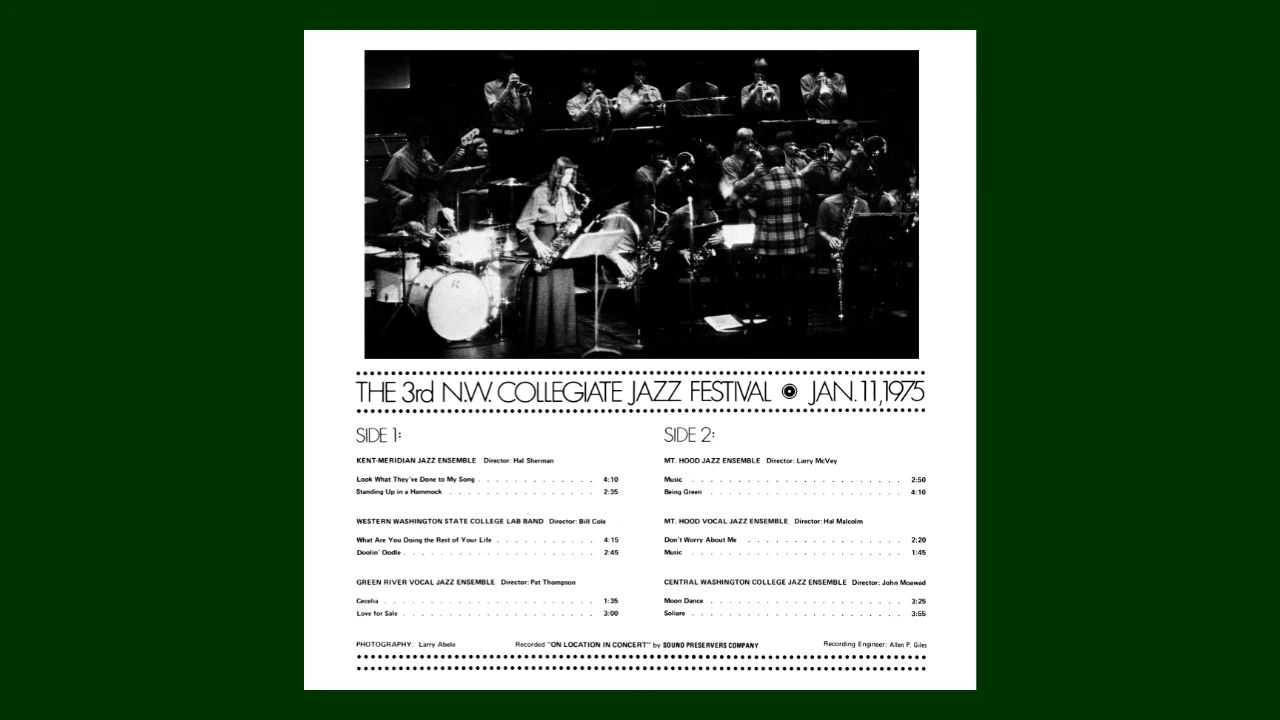 THE 3rd N.W. COLLEGIATE JAZZ FESTIVAL JAN. 11, 1975
SIDE 1:
KENT-MERIDIAN JAZZ ENSEMBLE Director: Hal Sherman
Look What They've Done to My Song . . . . . . . . . . . . 4:10
Standing Up in a Hammock . . . . . . . . . . . . . . . 2:35
WESTERN WASHINGTON STATE COLLEGE LAB BAND Director: Bill Cole
What Are You Doing the Rest of Your Life . . . . . . . . . . 4:15
Doolin' Oodle . . . . . . . . . . . . . . . . . . . 2:45
GREEN RIVER VOCAL JAZZ ENSEMBLE Director: Pat Thompson
Cecelia . . . . . . . . . . . . . . . . . . . . . 1:35
Love for Sale . . . . . . . . . . . . . . . . . . . 3:00
SIDE 2:
MT. HOOD JAZZ ENSEMBLE Director: Larry McVey
Music . . . . . . . . . . . . . . . . . . . . . 2:50
Being Green . . . . . . . . . . . . . . . . . . . 4:10
MT. HOOD VOCAL JAZZ ENSEMBLE Director: Hal Malcolm
Don't Worry About Me . . . . . . . . . . . . . . . . 2:20
Music . . . . . . . . . . . . . . . . . . . . . 1:45
CENTRAL WASHINGTON COLLEGE JAZZ ENSEMBLE Director: John Moawad
Moon Dance . . . . . . . . . . . . . . . . . . . 3:25
Soliare . . . . . . . . . . . . . . . . . . . . . 3:55
PHOTOGRAPHY: Larry Abele Recorded "ON LOCATION IN CONCERT" by SOUND PRESERVERS COMPANY Recording Engineer: Allen P. Giles